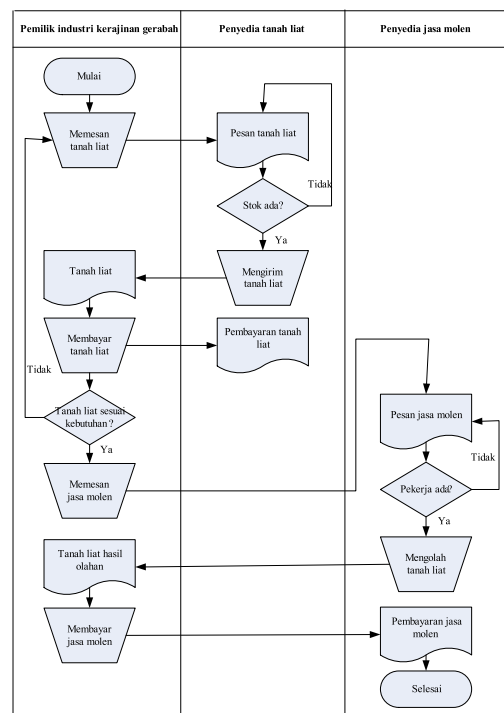 Pemilik industri kerajinan gerabah
Penyedia tanah liat
Penyedia jasa molen
Mulai
Memesan
tanah liat
Pesan tanah liat
Tidak
Stok ada?
Ya
Tanah liat
Mengirim
tanah liat
Membayar
tanah liat
Pembayaran tanah
liat
Tidak
Tanah liat sesuai
kebutuhan?
Ya
Pesan jasa molen
Tidak
Memesan
jasa molen
Pekerja ada?
Ya
Tanah liat hasil
olahan
Mengolah
tanah liat
Membayar
jasa molen
Pembayaran jasa
molen
Selesai